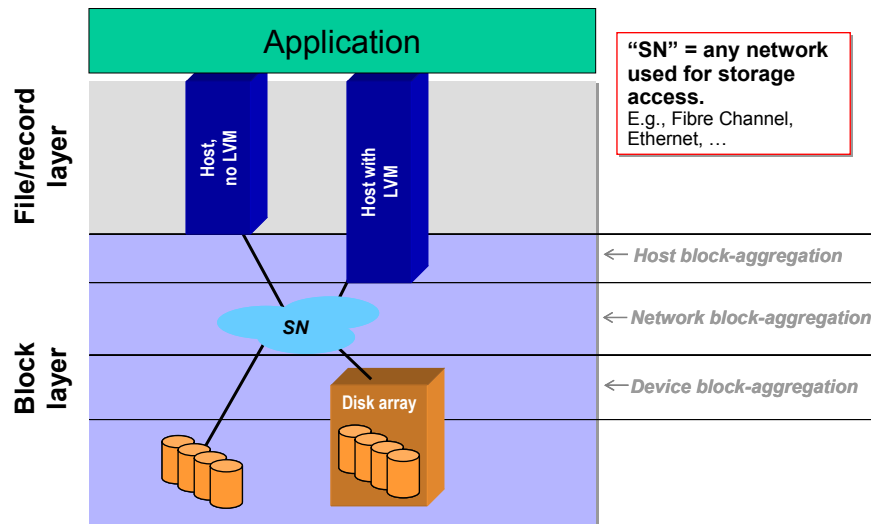 Application
“SN” = any network
used for storage
access.
E.g., Fibre Channel,
Ethernet, …
File/record
layer
Host,
no LVM
Host with
LVM
Host block-aggregation
SN
Network block-aggregation
Block
layer
Device block-aggregation
Disk array